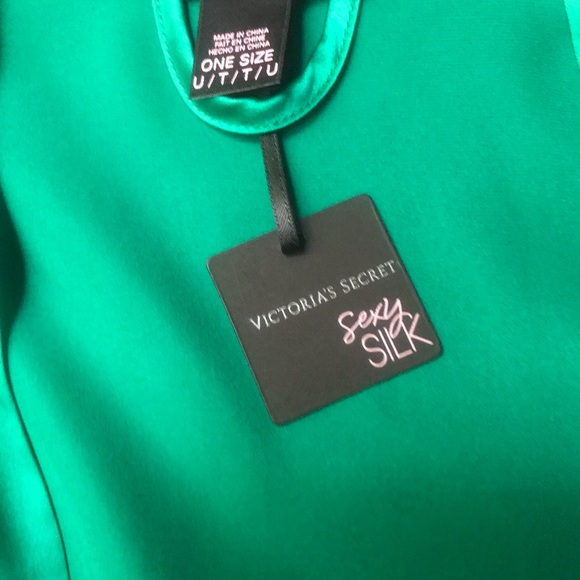 MADE IN CHINA
FAIT EN CHINE
HECHO EN CHINA
ONE SIZE
U/T/T/U
VICTORIA'S SECRET
sexy
SILK